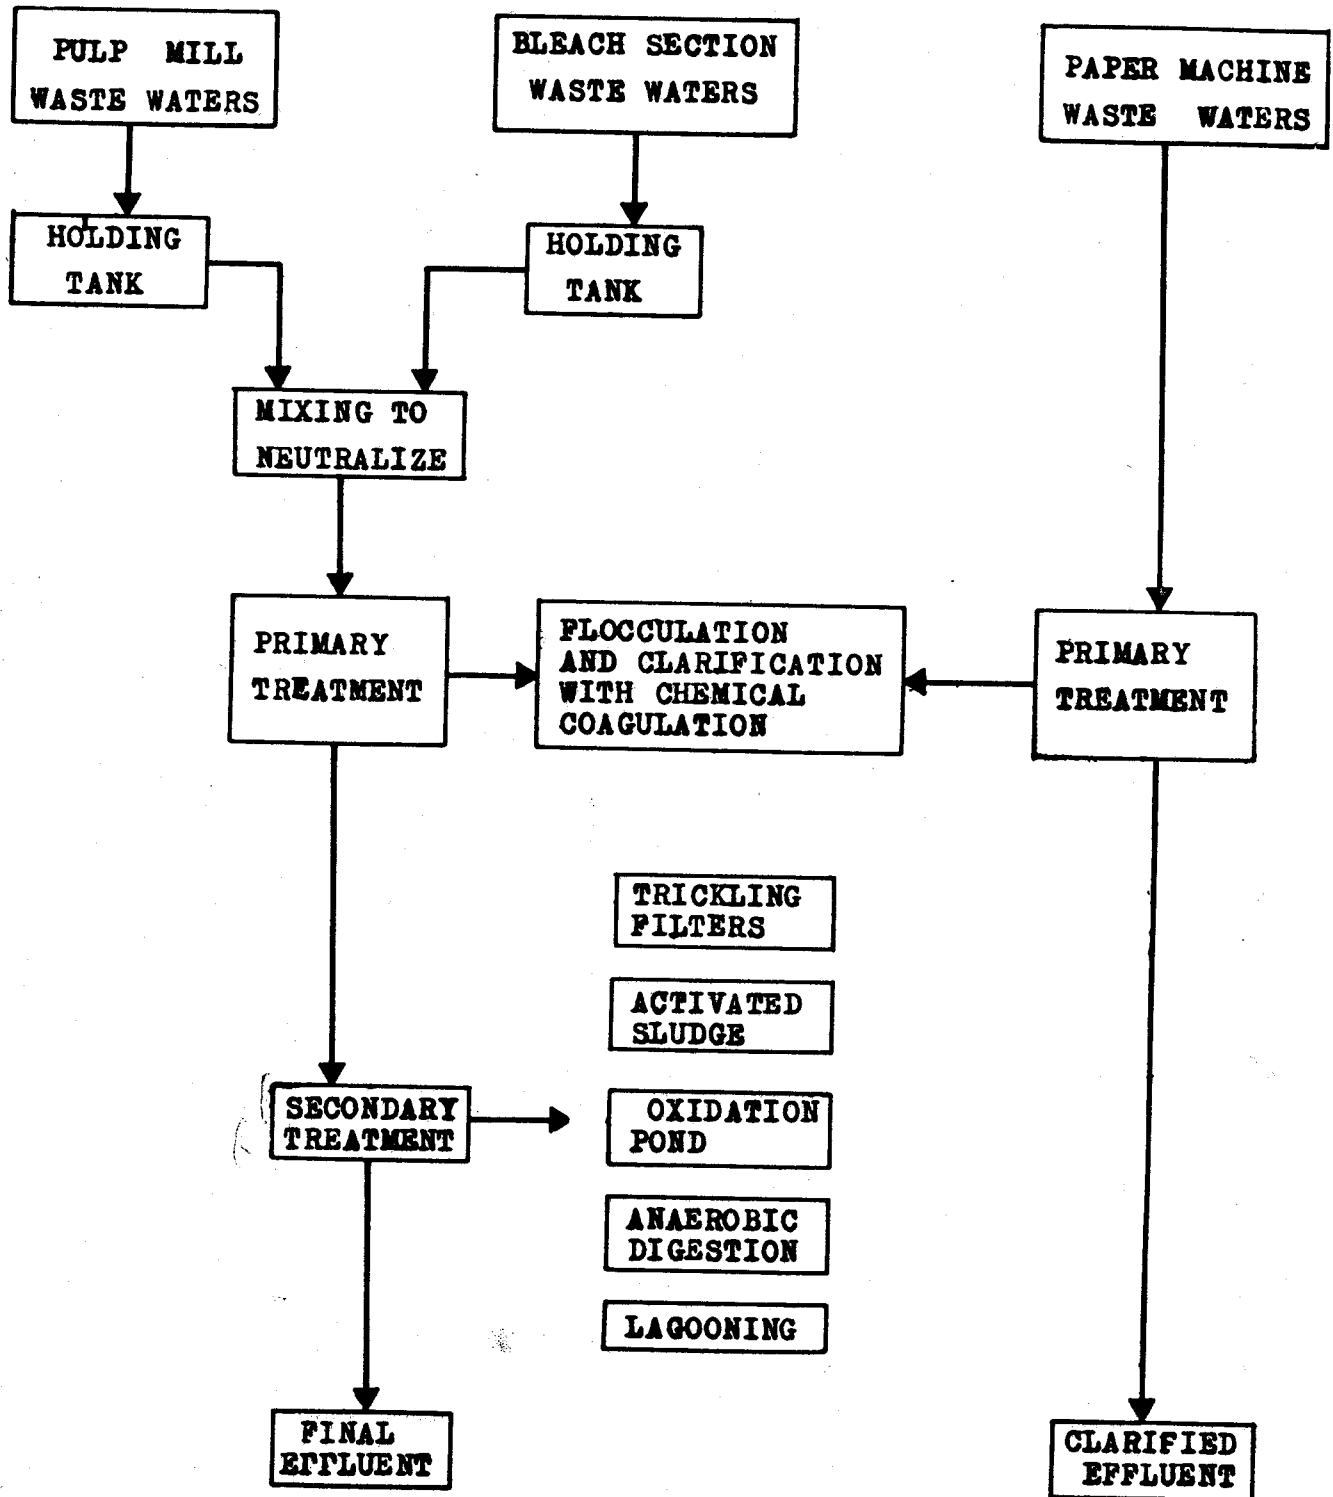 PULP MILL
WASTE WATERS
BLEACH SECTION
WASTE WATERS
PAPER MACHINE
WASTE WATERS
HOLDING
TANK
HOLDING
TANK
MIXING TO
NEUTRALIZE
PRIMARY
TREATMENT
FLOCCULATION
AND CLARIFICATION
WITH CHEMICAL
COAGULATION
PRIMARY
TREATMENT
TRICKLING
FILTERS
ACTIVATED
SLUDGE
SECONDARY
TREATMENT
OXIDATION
POND
ANAEROBIC
DIGESTION
LAGOONING
FINAL
EFFLUENT
CLARIFIED
EFFLUENT